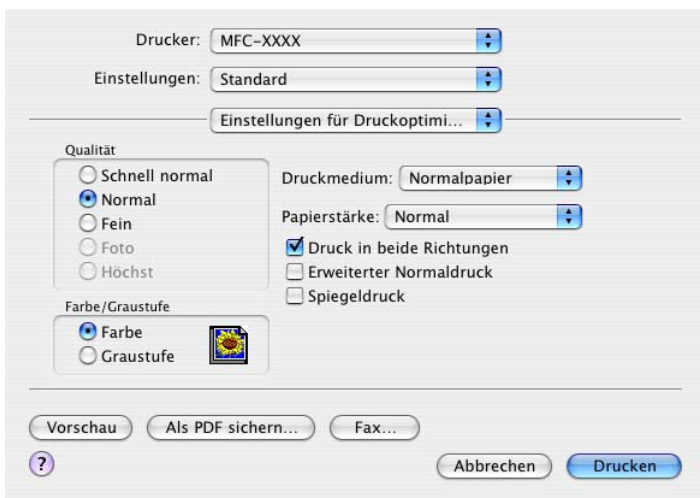 Drucker: MFC-XXXX
Einstellungen: Standard
Einstellungen für Druckoptimi...
Qualität
Schnell normal
Normal
Fein
Foto
Höchst
Druckmedium: Normalpapier
Papierstärke: Normal
Druck in beide Richtungen
Erweiterter Normaldruck
Spiegeldruck
Farbe/Graustufe
Farbe
Graustufe
Vorschau
Als PDF sichern...
Fax...
?
Abbrechen
Drucken